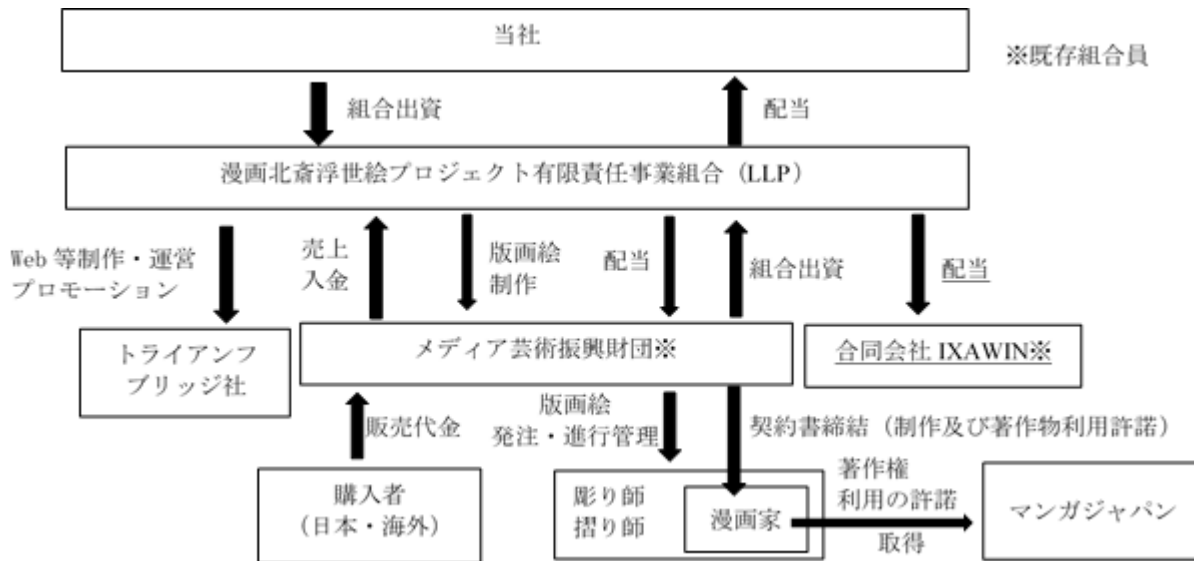 当社
※既存組合員
組合出資
配当
漫画北斎浮世絵プロジェクト有限責任事業組合（LLP）
Web 等制作・運営
プロモーション
売上
入金
版画絵
制作
配当
組合出資
配当
トライアンフ
ブリッジ社
メディア芸術振興財団※
合同会社 IXAWIN※
販売代金
版画絵
発注・進行管理
契約書締結（制作及び著作物利用許諾）
購入者
（日本・海外）
彫り師
摺り師
漫画家
著作権
利用の許諾
取得
マンガジャパン